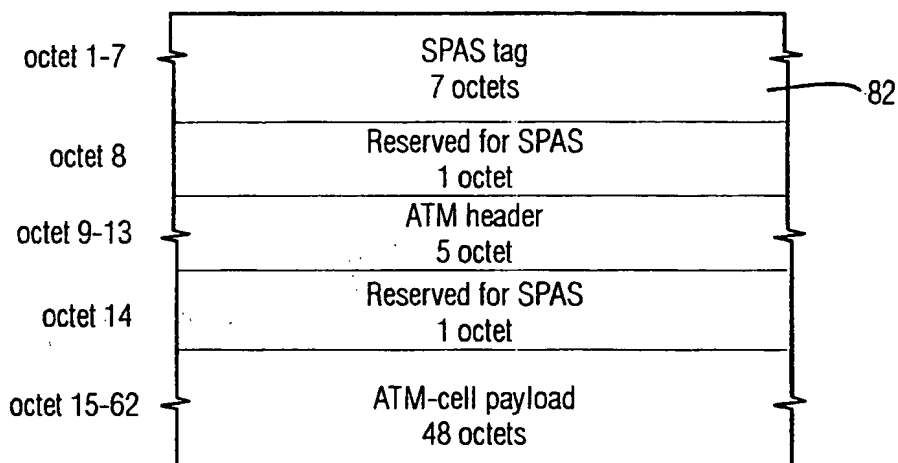 octet 1-7
SPAS tag
7 octets
82
octet 8
Reserved for SPAS
1 octet
octet 9-13
ATM header
5 octet
octet 14
Reserved for SPAS
1 octet
octet 15-62
ATM-cell payload
48 octets